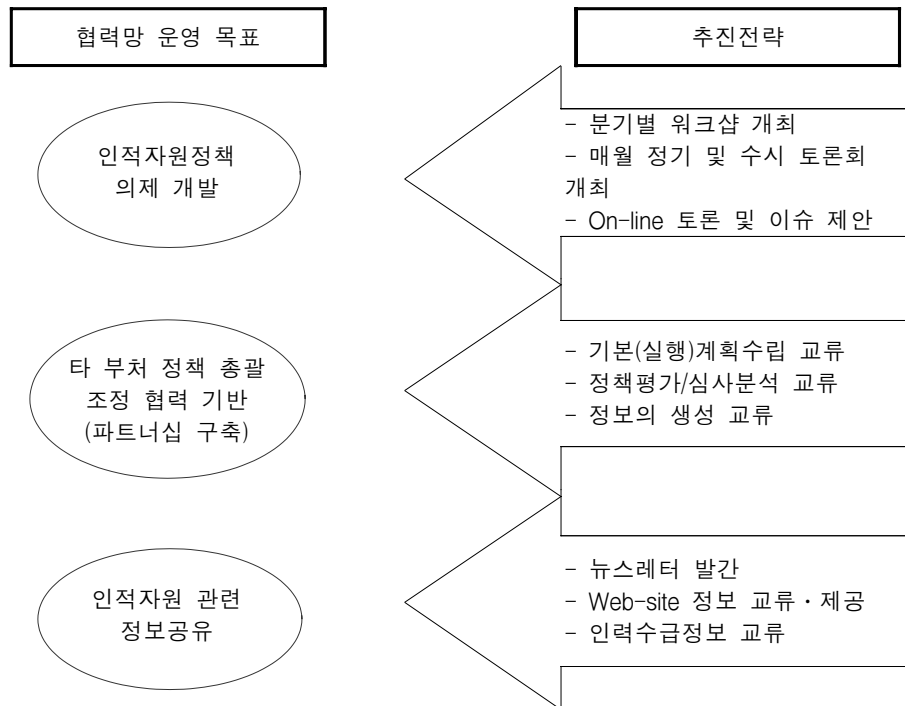 협력망 운영 목표
추진전략
인적자원정책
의제 개발
- 분기별 워크샵 개최
- 매월 정기 및 수시 토론회
개최
- On-line 토론 및 이슈 제안
타 부처 정책 총괄
조정 협력 기반
(파트너십 구축)
- 기본(실행)계획수립 교류
- 정책평가/심사분석 교류
- 정보의 생성 교류
인적자원 관련
정보공유
- 뉴스레터 발간
- Web-site 정보 교류・제공
- 인력수급정보 교류